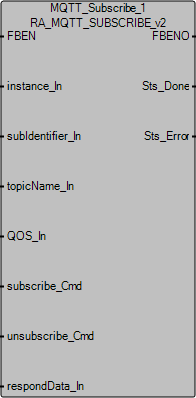 MQTT_Subscribe_1
RA_MQTT_SUBSCRIBE_v2
FBEN FBENO
instance_In Sts_Done
subIdentifier_In Sts_Error
topicName_In
QOS_In
subscribe_Cmd
unsubscribe_Cmd
respondData_In